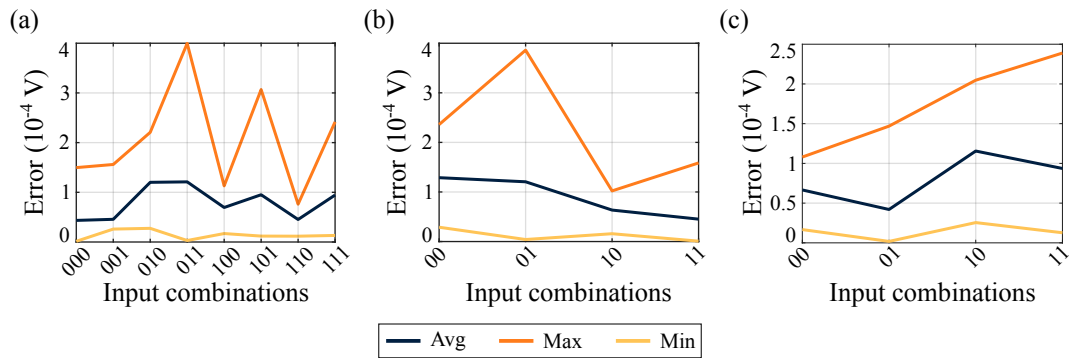 (a)
Error (10⁻⁴ V)
4
3
2
1
0
000 001 010 011 100 101 110 111
Input combinations
(b)
Error (10⁻⁴ V)
4
3
2
1
0
00 01 10 11
Input combinations
(c)
Error (10⁻⁴ V)
2.5
2
1.5
1
0.5
0
00 01 10 11
Input combinations
Avg Max Min